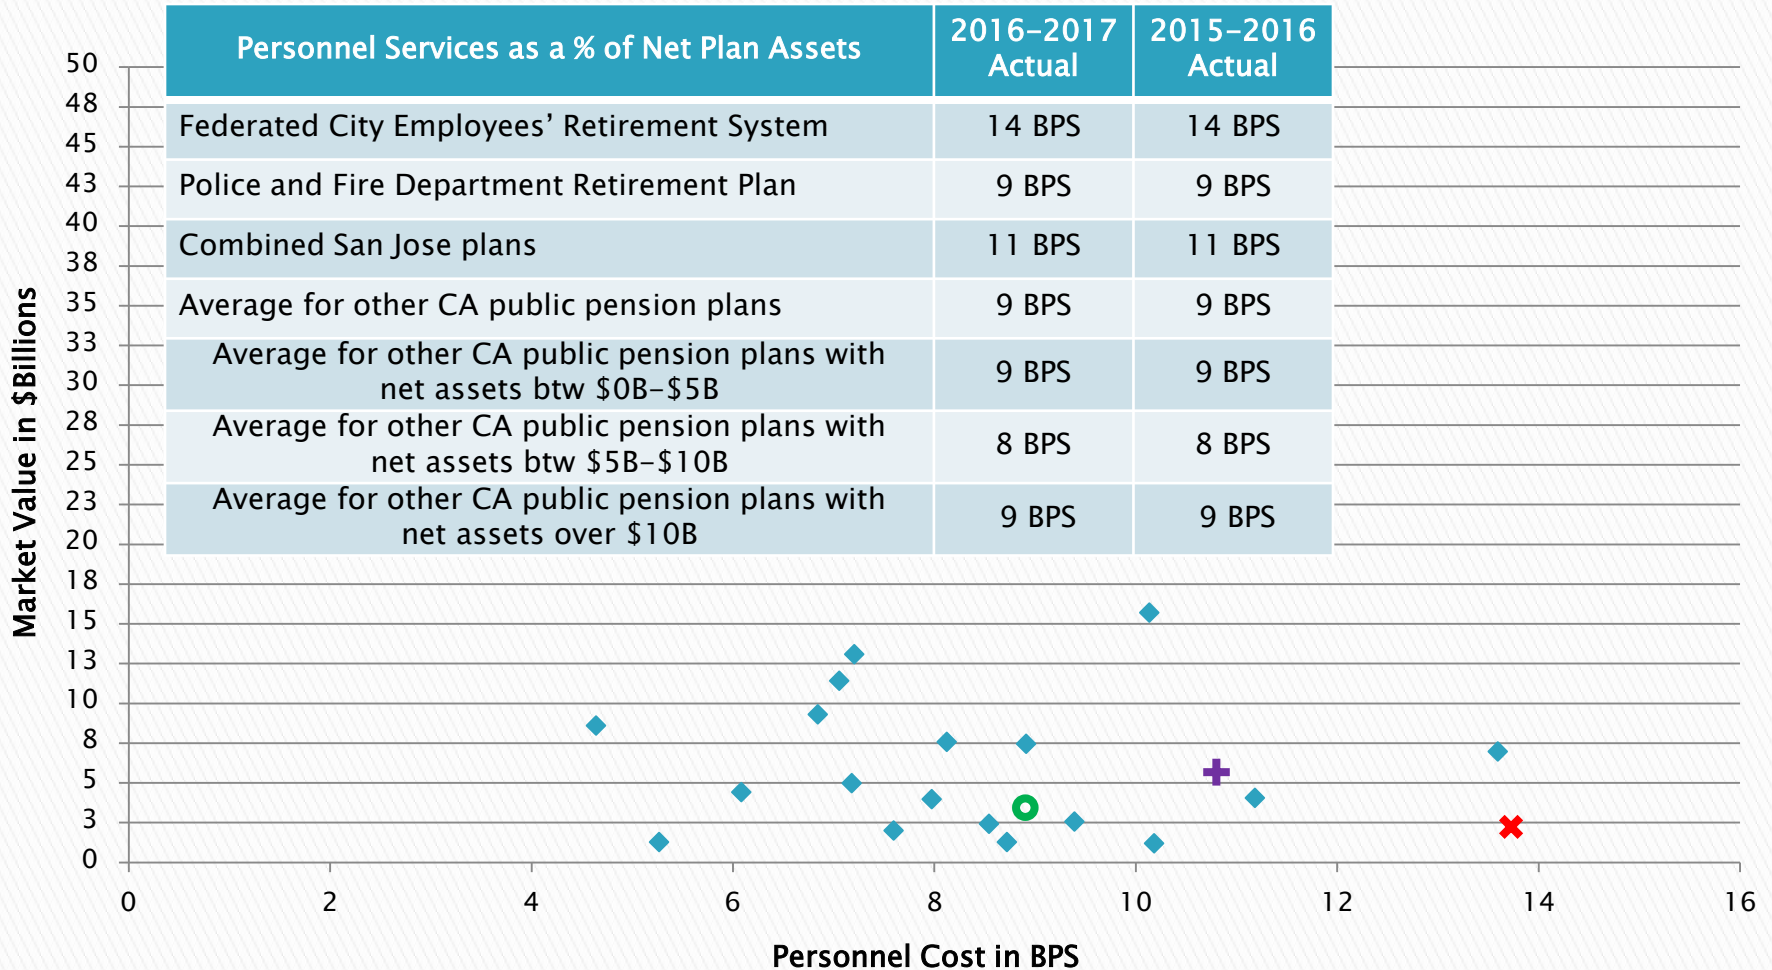 Personnel Services as a % of Net Plan Assets
2016–2017 Actual
2015–2016 Actual
Federated City Employees’ Retirement System
14 BPS
14 BPS
Police and Fire Department Retirement Plan
9 BPS
9 BPS
Combined San Jose plans
11 BPS
11 BPS
Average for other CA public pension plans
9 BPS
9 BPS
Average for other CA public pension plans with
net assets btw $0B–$5B
9 BPS
9 BPS
Average for other CA public pension plans with
net assets btw $5B–$10B
8 BPS
8 BPS
Average for other CA public pension plans with
net assets over $10B
9 BPS
9 BPS
Market Value in $Billions
50
48
45
43
40
38
35
33
30
28
25
23
20
18
15
13
10
8
5
3
0
0 2 4 6 8 10 12 14 16
Personnel Cost in BPS